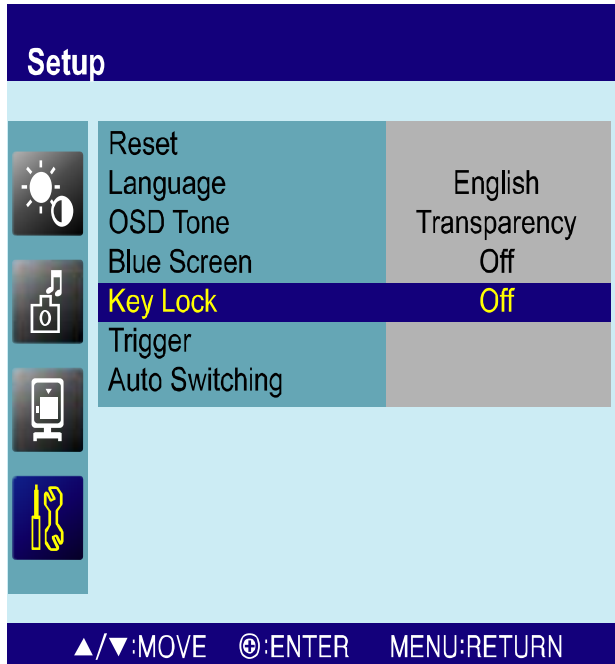 Setup
Reset
Language English
OSD Tone Transparency
Blue Screen Off
Key Lock Off
Trigger
Auto Switching
▲/▼:MOVE ⊕:ENTER MENU:RETURN